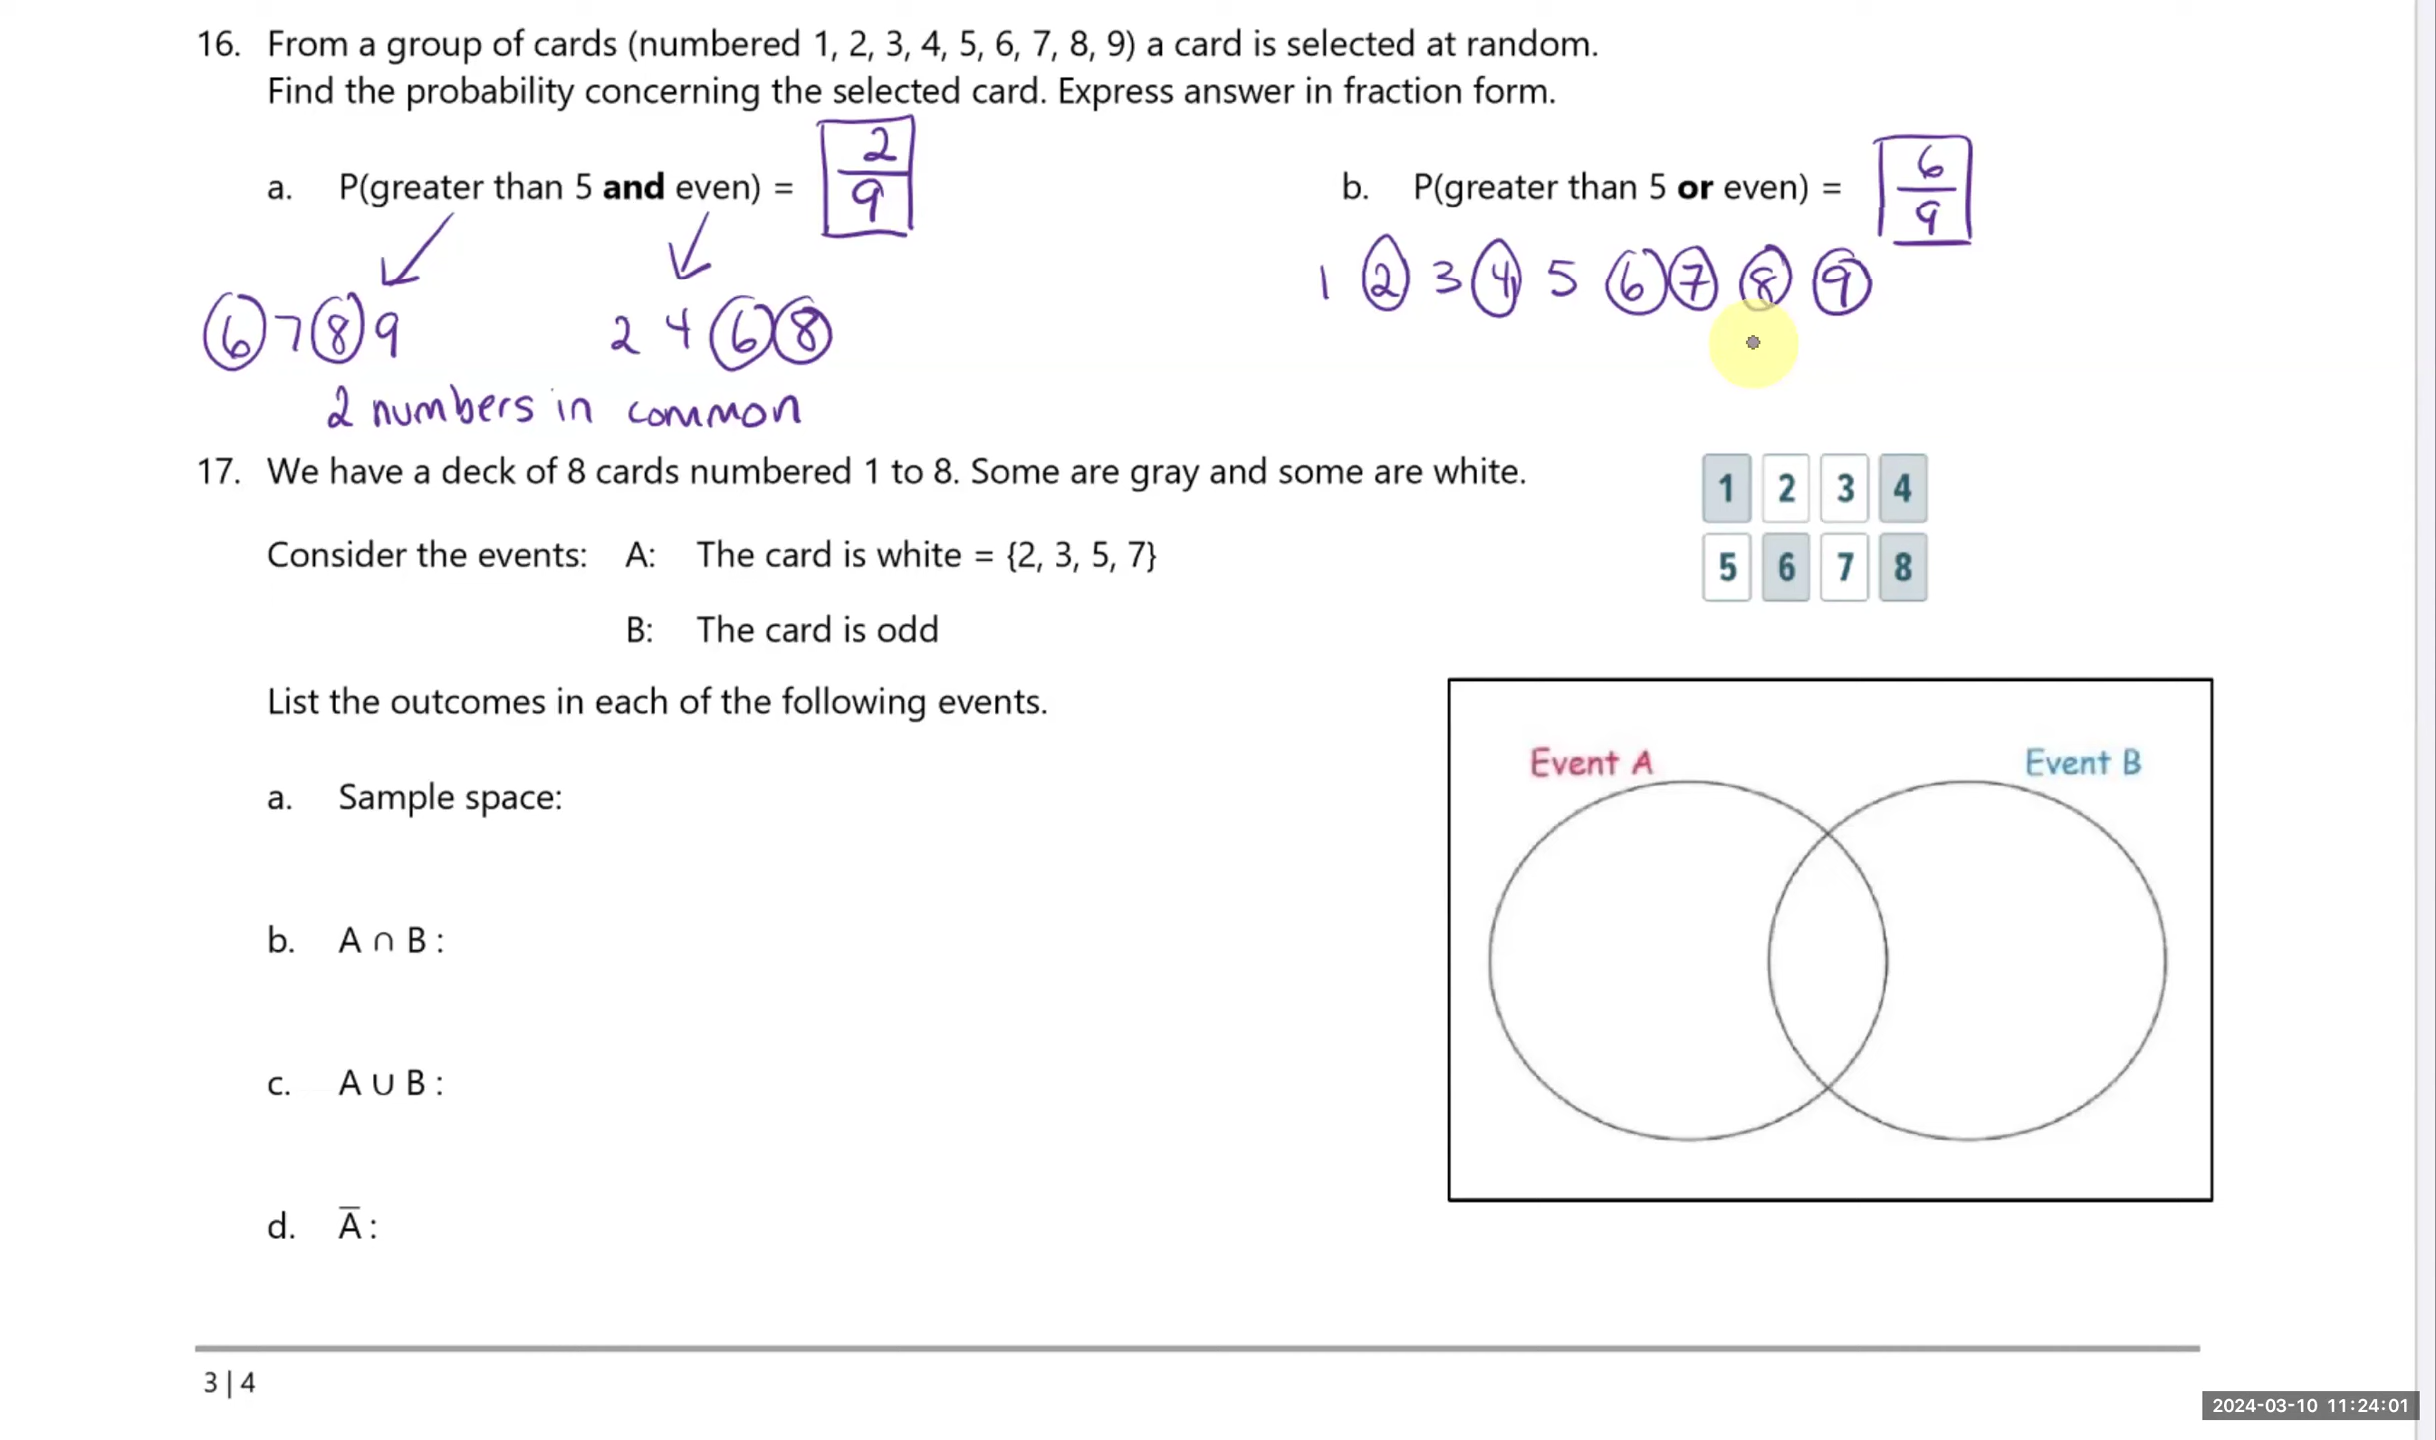 16. From a group of cards (numbered 1, 2, 3, 4, 5, 6, 7, 8, 9) a card is selected at random.
Find the probability concerning the selected card. Express answer in fraction form.
a. P(greater than 5 and even) = 2/9
b. P(greater than 5 or even) = 6/9
6 7 8 9
2 4 6 8
2 numbers in common
1 2 3 4 5 6 7 8 9
17. We have a deck of 8 cards numbered 1 to 8. Some are gray and some are white.
1 2 3 4
5 6 7 8
Consider the events: A: The card is white = {2, 3, 5, 7}
B: The card is odd
List the outcomes in each of the following events.
Event A Event B
a. Sample space:
b. A ∩ B :
c. A ∪ B :
d. A̅ :
3 | 4
2024-03-10 11:24:01